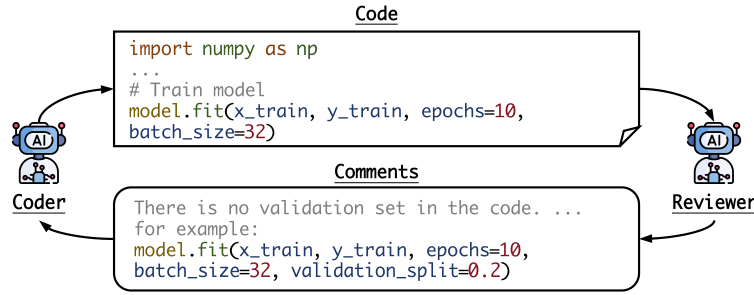 Code
import numpy as np
...
# Train model
model.fit(x_train, y_train, epochs=10,
batch_size=32)
AI
AI
Coder
Reviewer
Comments
There is no validation set in the code. ...
for example:
model.fit(x_train, y_train, epochs=10,
batch_size=32, validation_split=0.2)